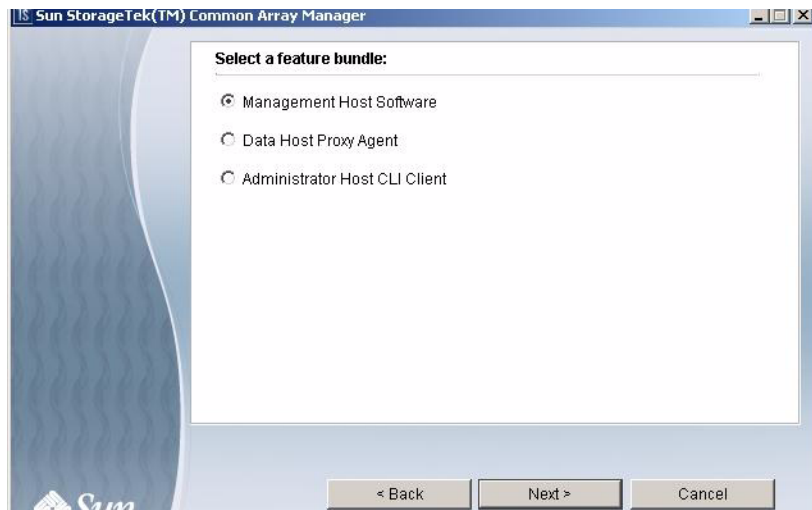 Sun StorageTek(TM) Common Array Manager
Select a feature bundle:
Management Host Software
Data Host Proxy Agent
Administrator Host CLI Client
< Back
Next >
Cancel
Sun